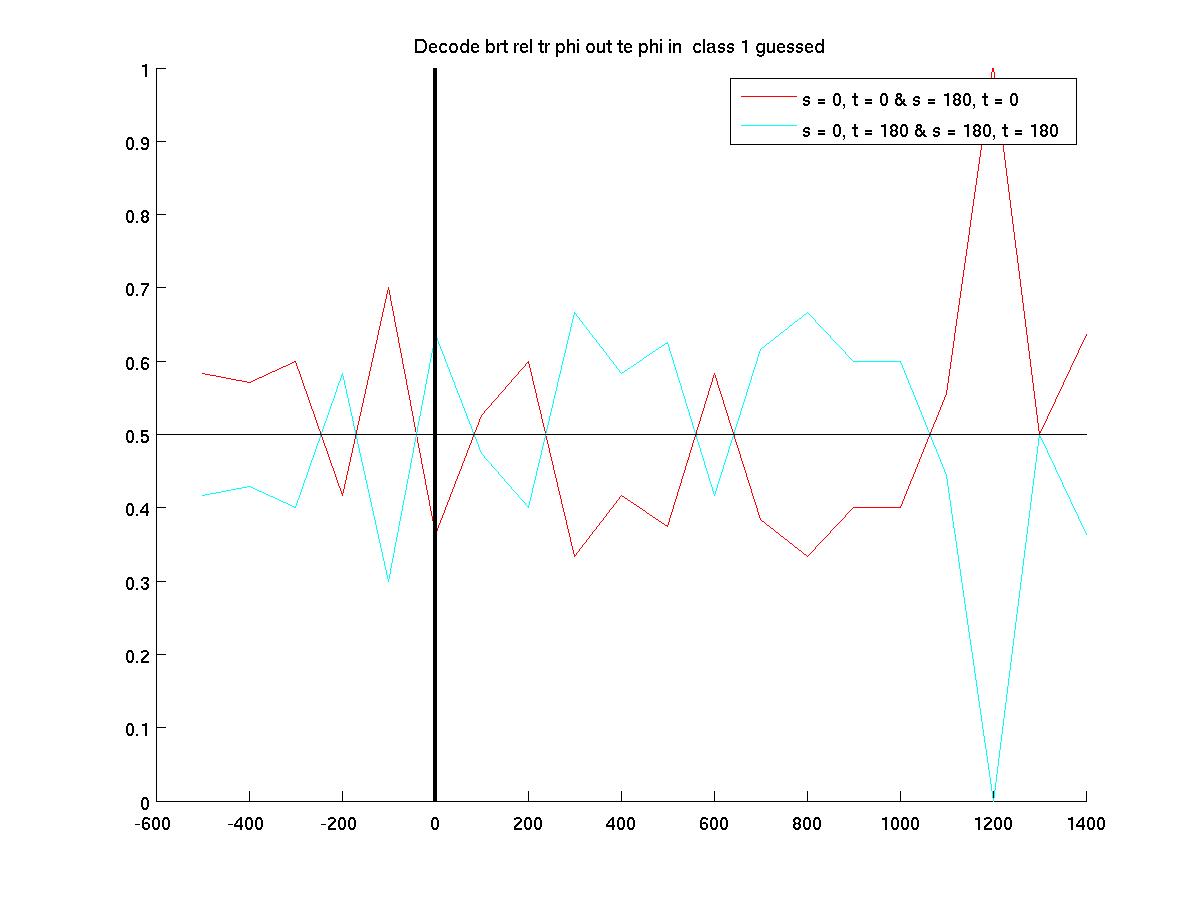 Decode brt rel tr phi out te phi in  class 1 guessed
s = 0, t = 0 & s = 180, t = 0
s = 0, t = 180 & s = 180, t = 180
1
0.9
0.8
0.7
0.6
0.5
0.4
0.3
0.2
0.1
0
-600 -400 -200 0 200 400 600 800 1000 1200 1400